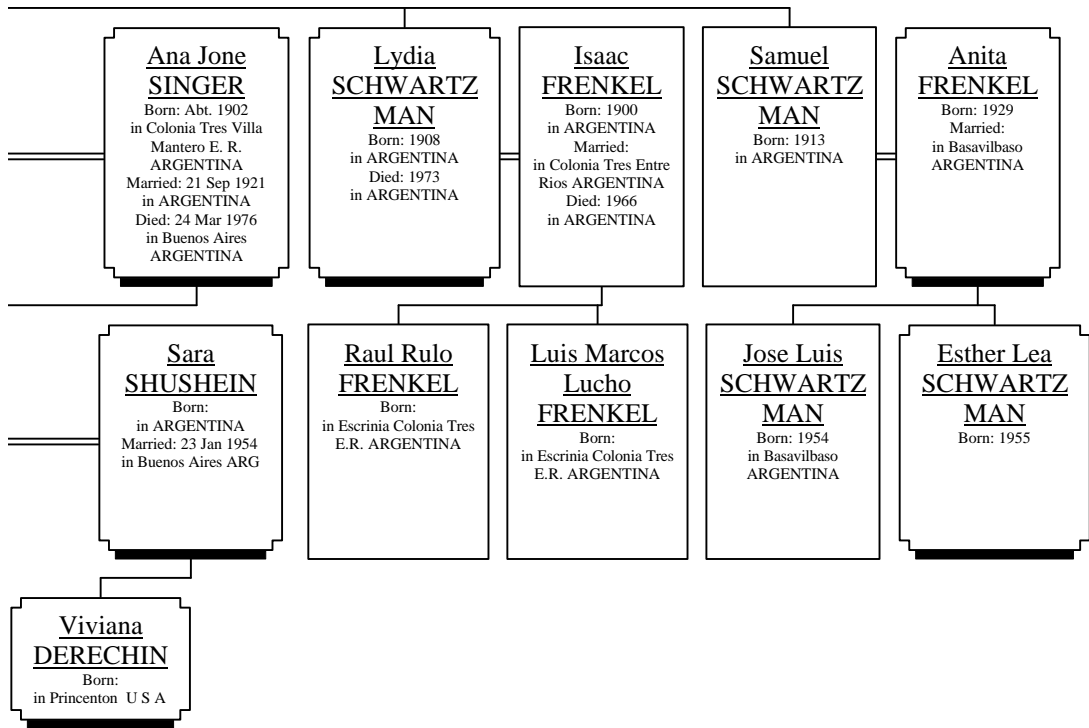 Ana Jone
SINGER
Born: Abt. 1902
in Colonia Tres Villa
Mantero E. R.
ARGENTINA
Married: 21 Sep 1921
in ARGENTINA
Died: 24 Mar 1976
in Buenos Aires
ARGENTINA
Lydia
SCHWARTZ
MAN
Born: 1908
in ARGENTINA
Died: 1973
in ARGENTINA
Isaac
FRENKEL
Born: 1900
in ARGENTINA
Married:
in Colonia Tres Entre
Rios ARGENTINA
Died: 1966
in ARGENTINA
Samuel
SCHWARTZ
MAN
Born: 1913
in ARGENTINA
Anita
FRENKEL
Born: 1929
Married:
in Basavilbaso
ARGENTINA
Sara
SHUSHEIN
Born:
in ARGENTINA
Married: 23 Jan 1954
in Buenos Aires ARG
Raul Rulo
FRENKEL
Born:
in Escrinia Colonia Tres
E.R. ARGENTINA
Luis Marcos
Lucho
FRENKEL
Born:
in Escrinia Colonia Tres
E.R. ARGENTINA
Jose Luis
SCHWARTZ
MAN
Born: 1954
in Basavilbaso
ARGENTINA
Esther Lea
SCHWARTZ
MAN
Born: 1955
Viviana
DERECHIN
Born:
in Princenton U S A